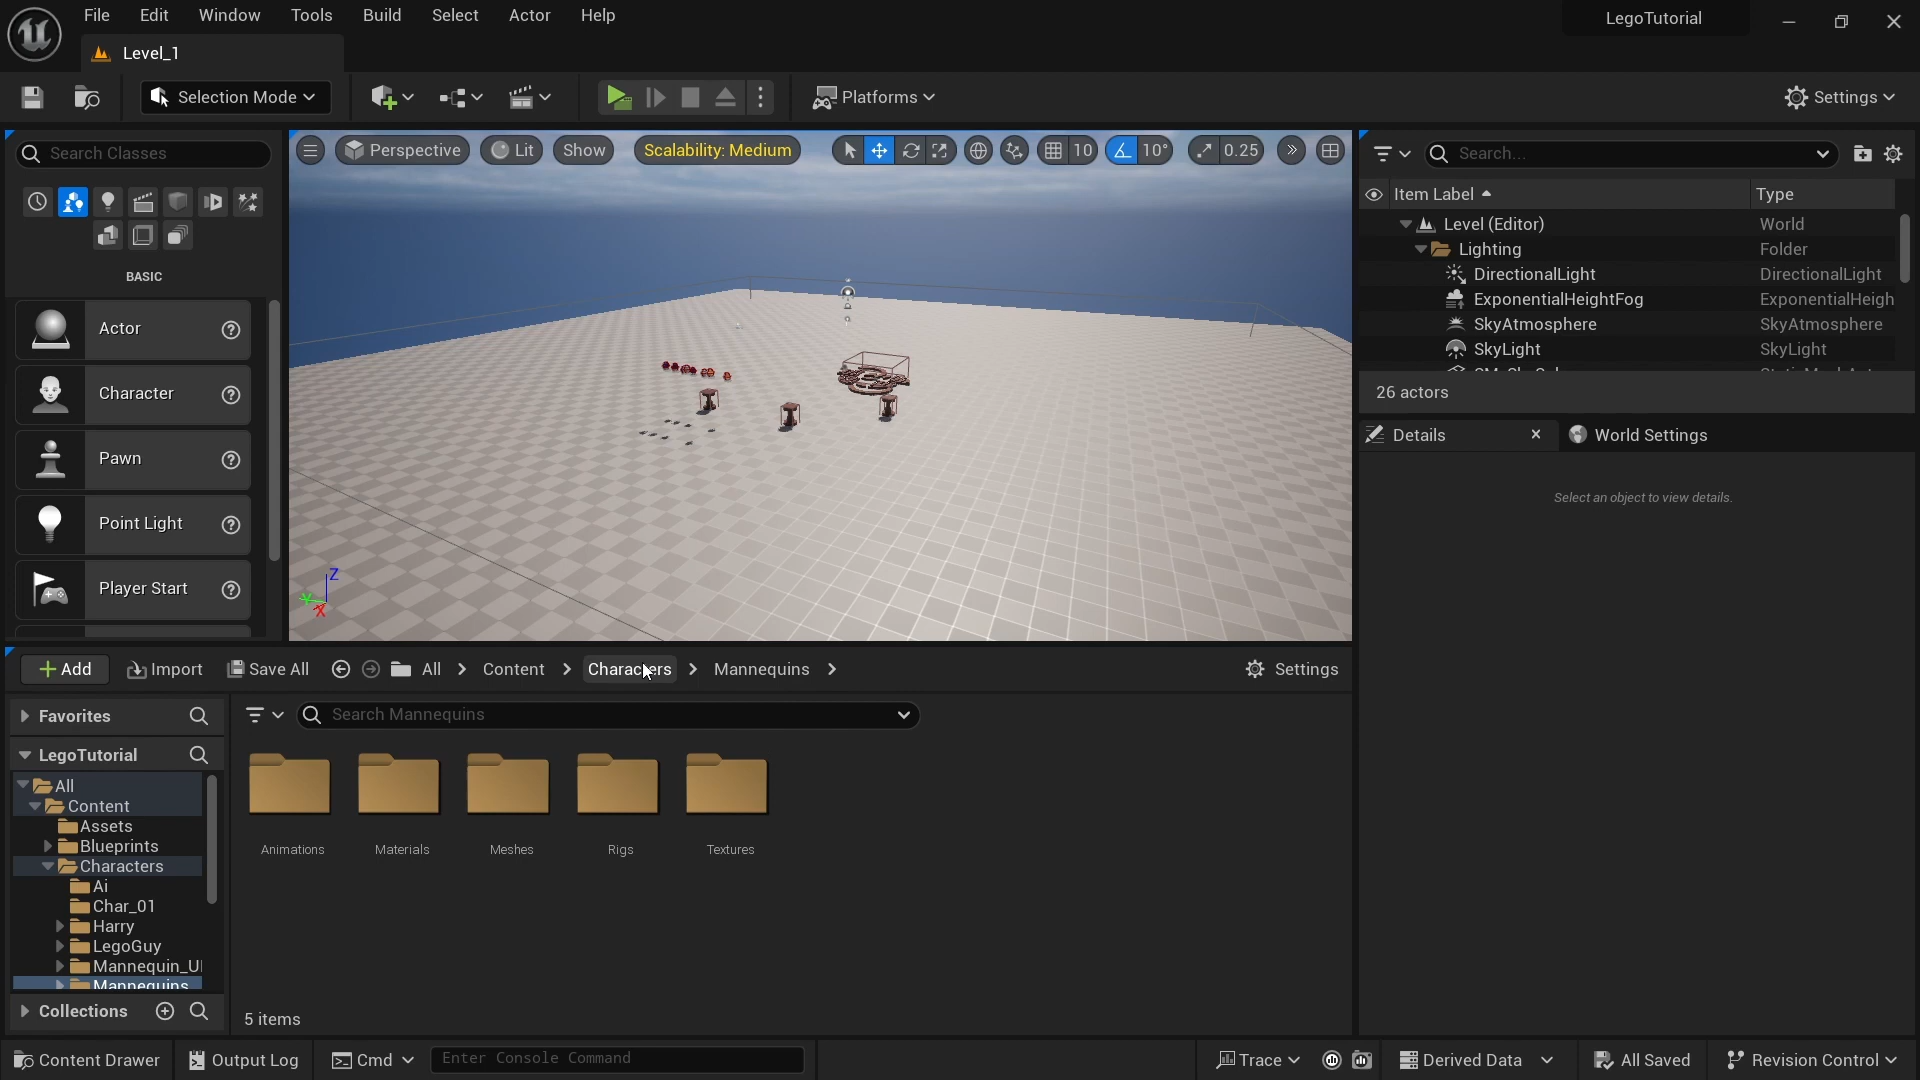 File Edit Window Tools Build Select Actor Help
LegoTutorial
Level_1
Selection Mode
Platforms
Settings
Search Classes
BASIC
Actor
Character
Pawn
Point Light
Player Start
Perspective
Lit
Show
Scalability: Medium
10
10°
0.25
Z
Y
X
Search...
Item Label
Type
Level (Editor) World
Lighting Folder
DirectionalLight DirectionalLight
ExponentialHeightFog ExponentialHeigh
SkyAtmosphere SkyAtmosphere
SkyLight SkyLight
26 actors
Details
World Settings
Select an object to view details.
Add
Import
Save All
All > Content > Characters > Mannequins >
Settings
Favorites
Search Mannequins
LegoTutorial
All
Content
Assets
Blueprints
Characters
Ai
Char_01
Harry
LegoGuy
Mannequin_U
Mannequins
Collections
Animations
Materials
Meshes
Rigs
Textures
5 items
Content Drawer
Output Log
Cmd
Enter Console Command
Trace
Derived Data
All Saved
Revision Control